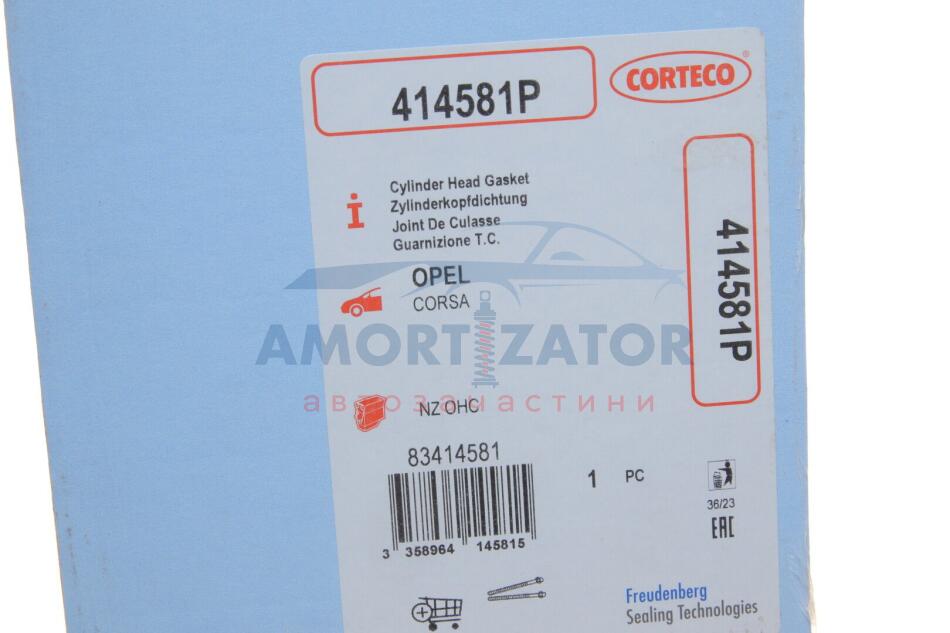 414581P
CORTECO®
414581P
i
Cylinder Head Gasket
Zylinderkopfdichtung
Joint De Culasse
Guarnizione T.C.
OPEL
CORSA
AMORTIZATOR
автозапчастини
NZ OHC
83414581
1 PC
3 358964 145815
36/23
EAC
Freudenberg
Sealing Technologies